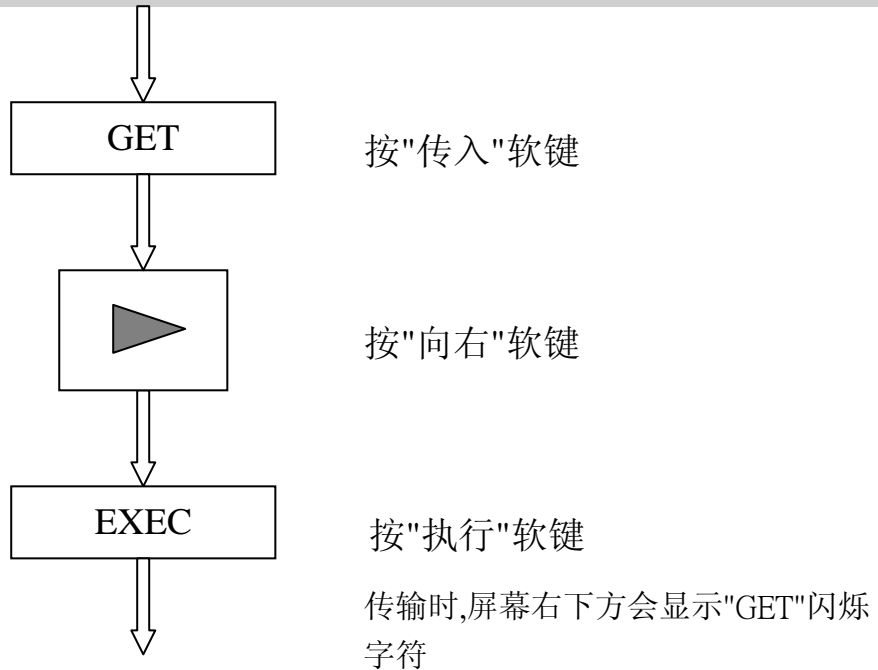 GET
按"传入"软键
按"向右"软键
EXEC
按"执行"软键
传输时,屏幕右下方会显示"GET"闪烁
字符